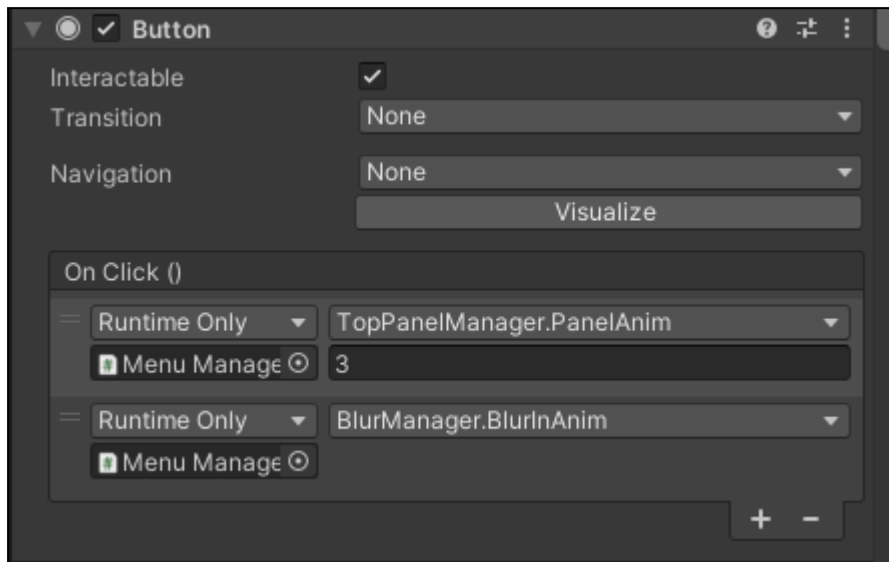 Button
Interactable
Transition None
Navigation None
Visualize
On Click ()
Runtime Only TopPanelManager.PanelAnim
Menu Manage 3
Runtime Only BlurManager.BlurInAnim
Menu Manage
+ -